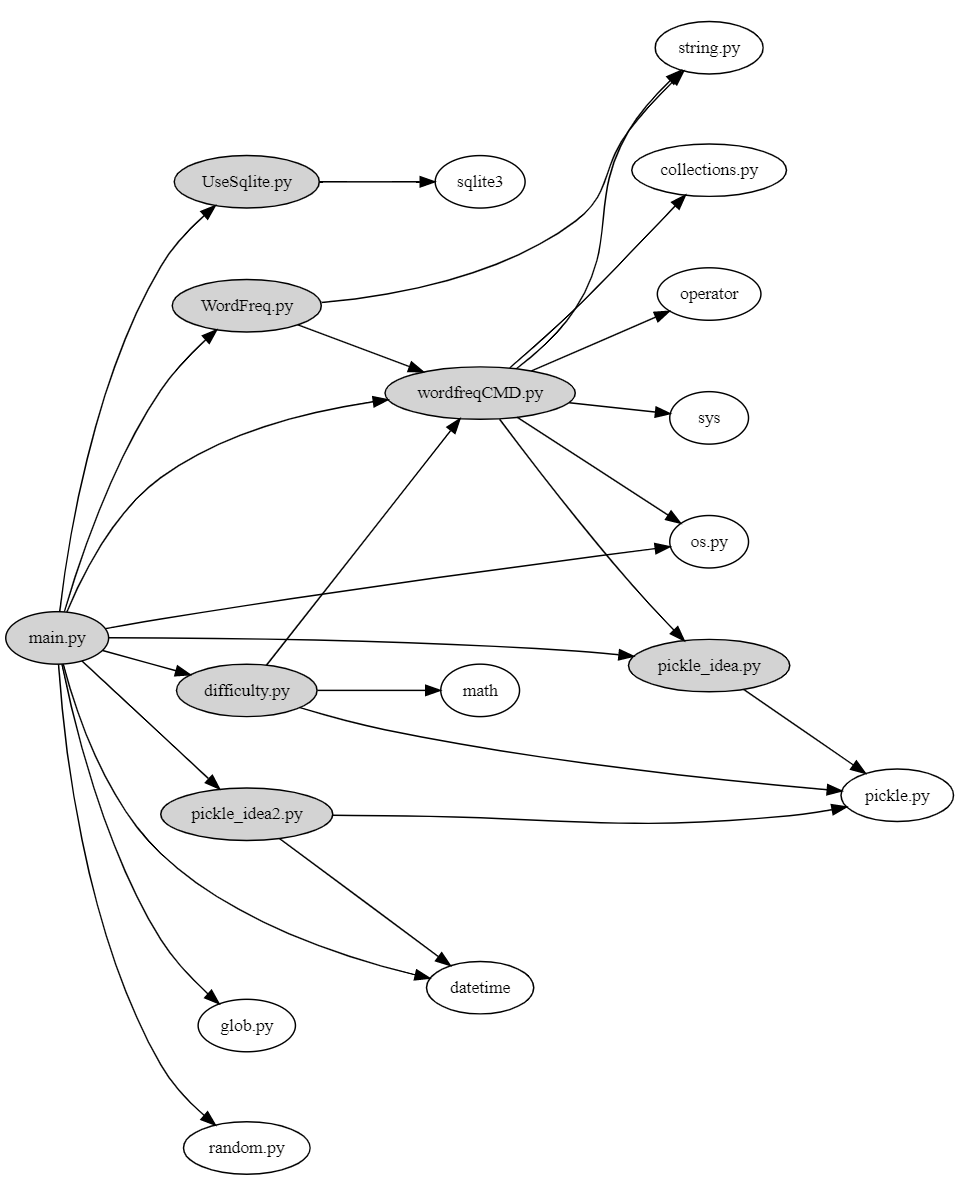 string.py
collections.py
UseSqlite.py
sqlite3
operator
WordFreq.py
wordfreqCMD.py
sys
os.py
main.py
pickle_idea.py
difficulty.py
math
pickle.py
pickle_idea2.py
datetime
glob.py
random.py